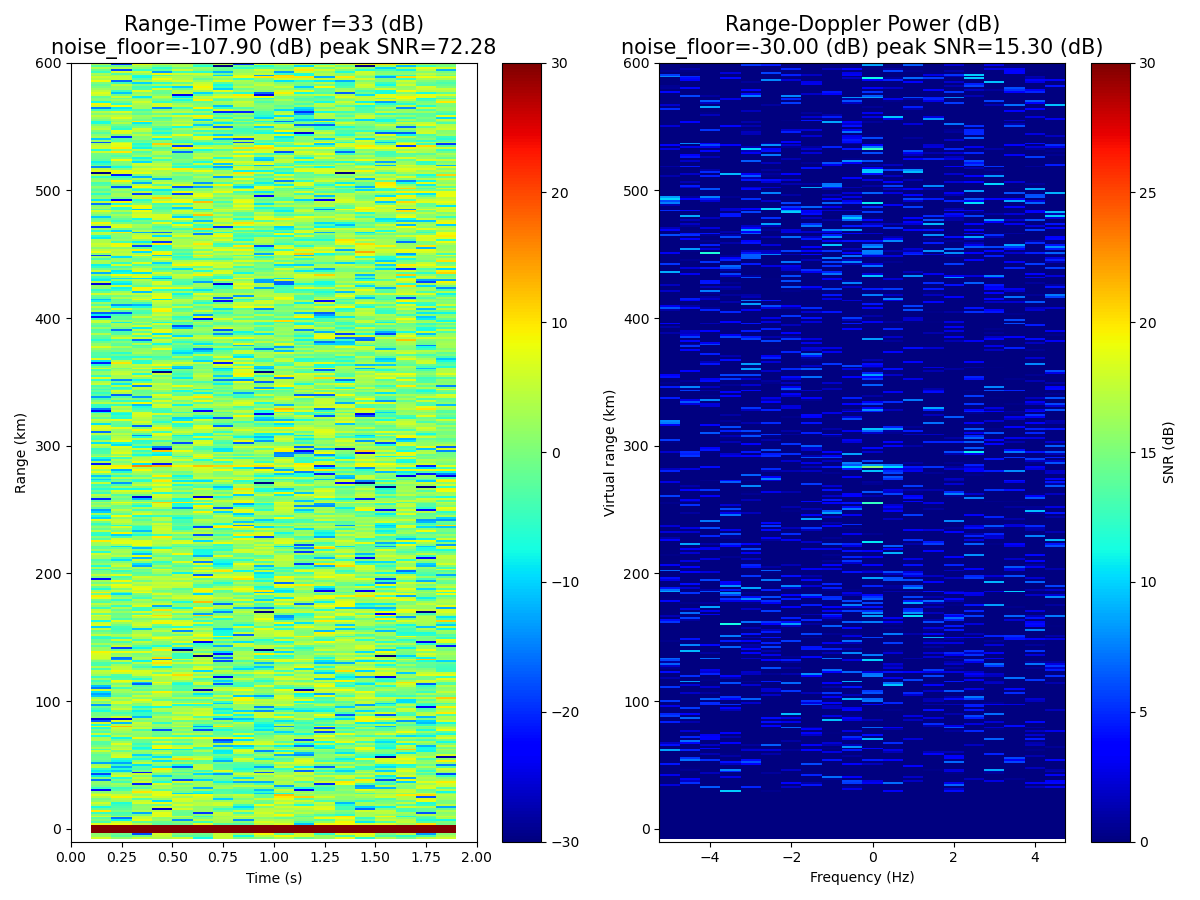 Range-Time Power f=33 (dB)
noise_floor=-107.90 (dB) peak SNR=72.28
600
500
400
300
200
100
0
Range (km)
0.00 0.25 0.50 0.75 1.00 1.25 1.50 1.75 2.00
Time (s)
30
20
10
0
−10
−20
−30
Range-Doppler Power (dB)
noise_floor=-30.00 (dB) peak SNR=15.30 (dB)
600
500
400
300
200
100
0
Virtual range (km)
−4 −2 0 2 4
Frequency (Hz)
30
25
20
15
10
5
0
SNR (dB)